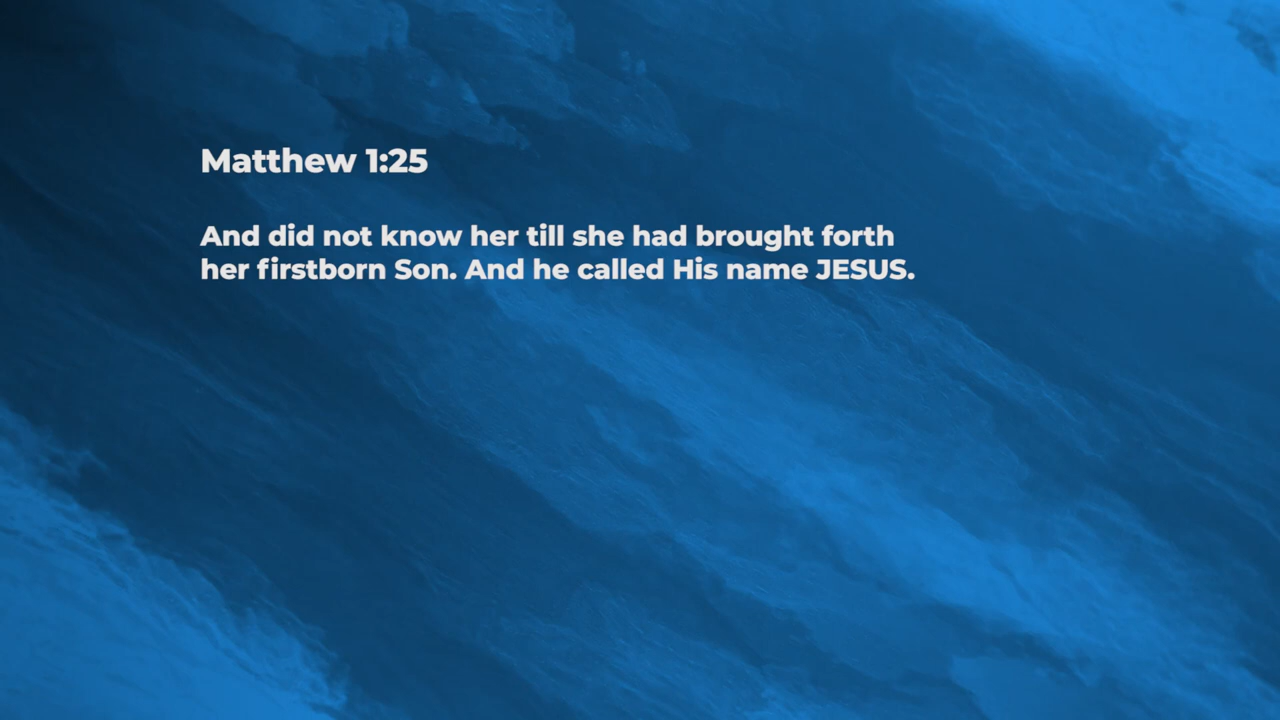 Matthew 1:25
And did not know her till she had brought forth
her firstborn Son. And he called His name JESUS.